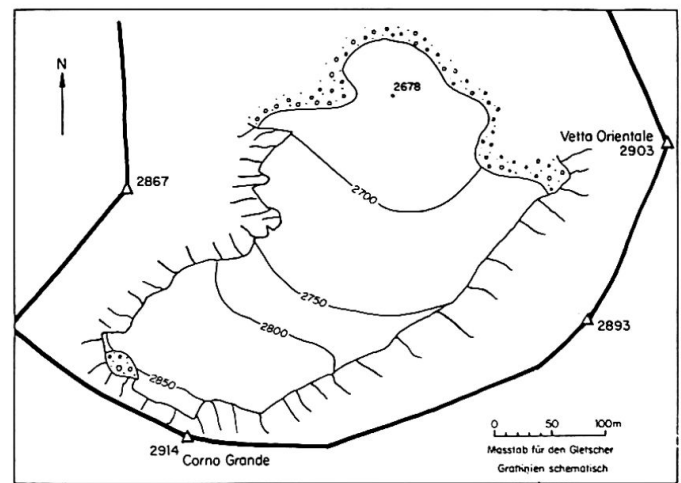 N
2678
Vetta Orientale
2903
2867
2700
2750
2800
2893
2850
0 50 100m
2914
Corno Grande
Masstab für den Gletscher
Gratlinien schematisch